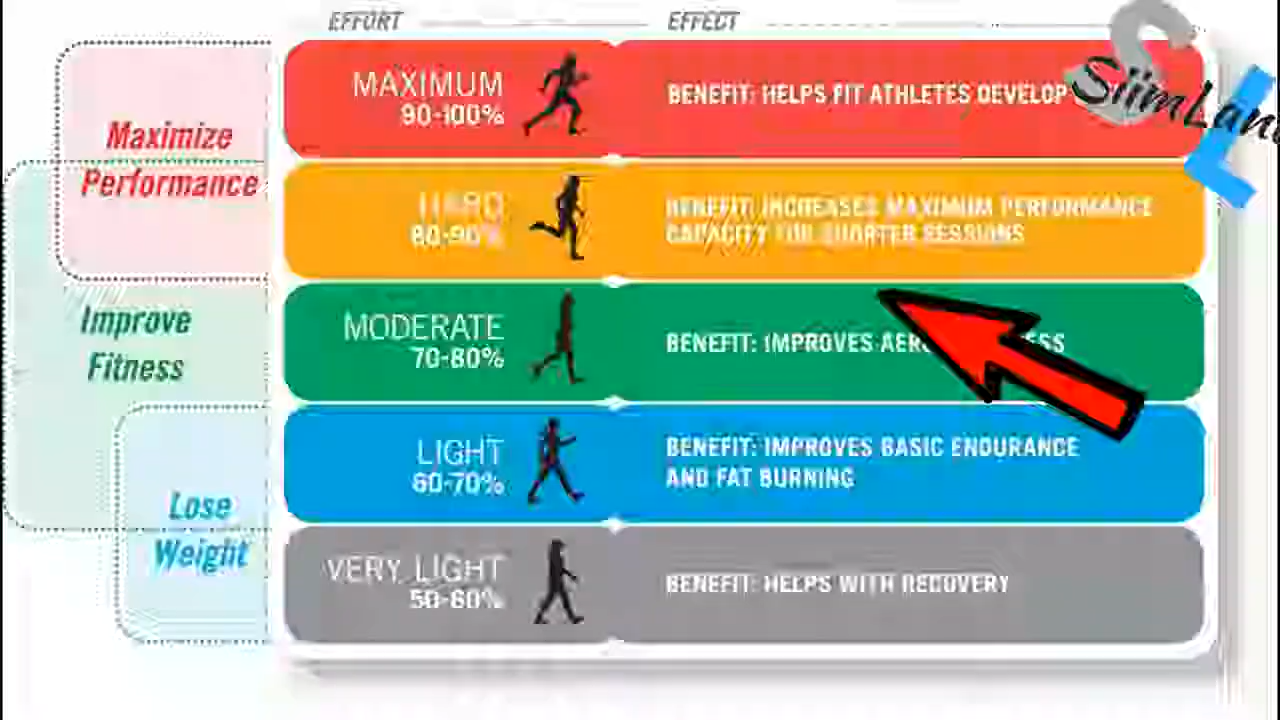 EFFORT
EFFECT
Maximize
Performance
Improve
Fitness
Lose
Weight
MAXIMUM
90-100%
BENEFIT: HELPS FIT ATHLETES DEVELOP
HARD
80-90%
BENEFIT: INCREASES MAXIMUM PERFORMANCE
CAPACITY FOR SHORTER SESSIONS
MODERATE
70-80%
BENEFIT: IMPROVES
LIGHT
60-70%
BENEFIT: IMPROVES BASIC ENDURANCE
AND FAT BURNING
VERY LIGHT
50-60%
BENEFIT: HELPS WITH RECOVERY
S
SiimLan
L